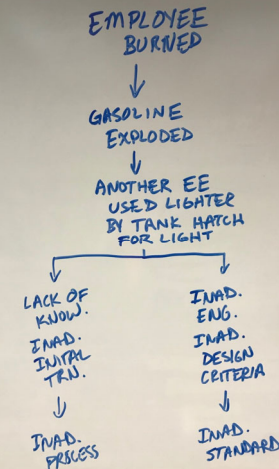 EMPLOYEE
BURNED
GASOLINE
EXPLODED
ANOTHER EE
USED LIGHTER
BY TANK HATCH
FOR LIGHT
LACK OF
KNOW.
INAD.
INITAL
TRN.
INAD.
PROCESS
INAD.
ENG.
INAD.
DESIGN
CRITERIA
INAD.
STANDARD